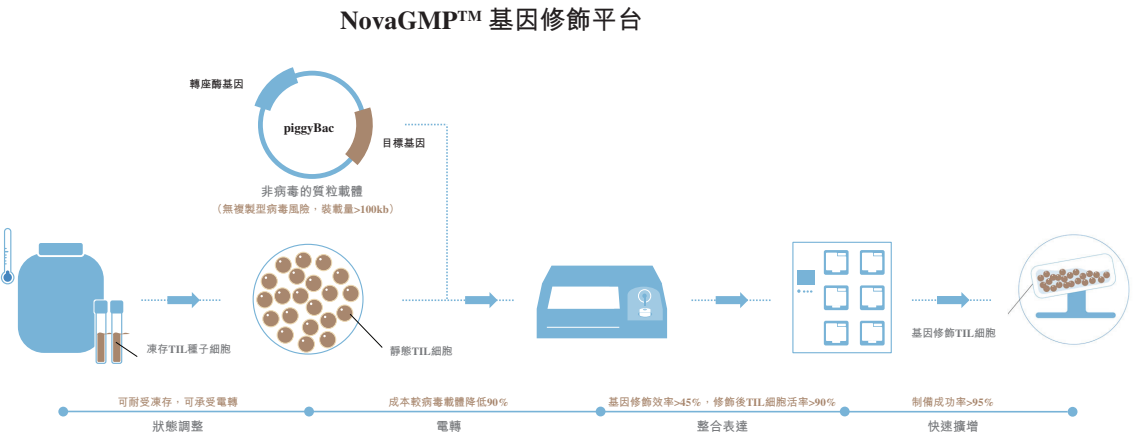 NovaGMP™ 基因修飾平台
轉座酶基因
piggyBac
目標基因
非病毒的質粒載體
（無複製型病毒風險，裝載量>100kb）
凍存TIL種子細胞
靜態TIL細胞
基因修飾TIL細胞
可耐受凍存，可承受電轉
成本較病毒載體降低90%
基因修飾效率>45%，修飾後TIL細胞活率>90%
制備成功率>95%
狀態調整
電轉
整合表達
快速擴增